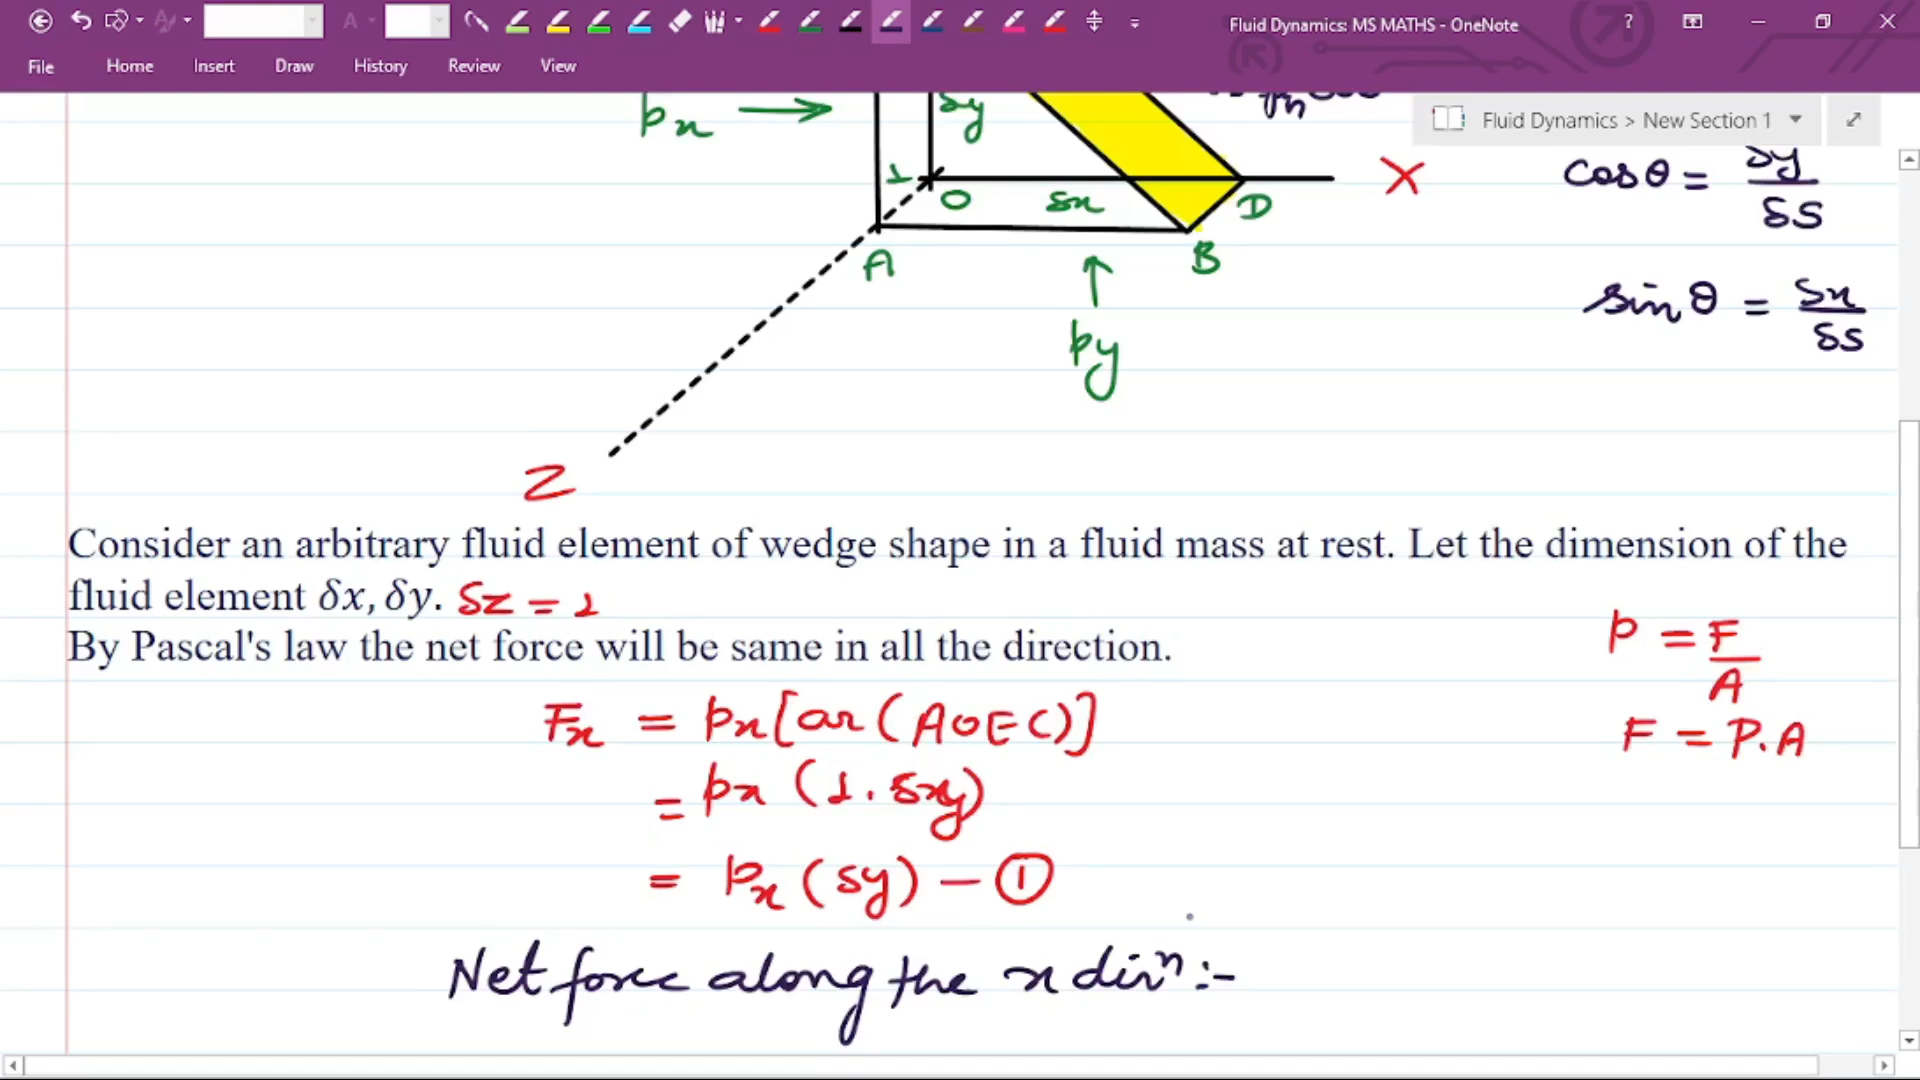 Fluid Dynamics: MS MATHS - OneNote
?
File Home Insert Draw History Review View
Fluid Dynamics > New Section 1
px → δy
1 O δx D X
A B
py
Z
cosθ = δy/δs
sinθ = δx/δs
Consider an arbitrary fluid element of wedge shape in a fluid mass at rest. Let the dimension of the
fluid element δx, δy. δz = 1
By Pascal's law the net force will be same in all the direction.
p = F/A
F = P.A
Fx = px[ar(AOEC)]
= px (1. δy)
= px (δy) — ①
Net force along the x dirⁿ :-